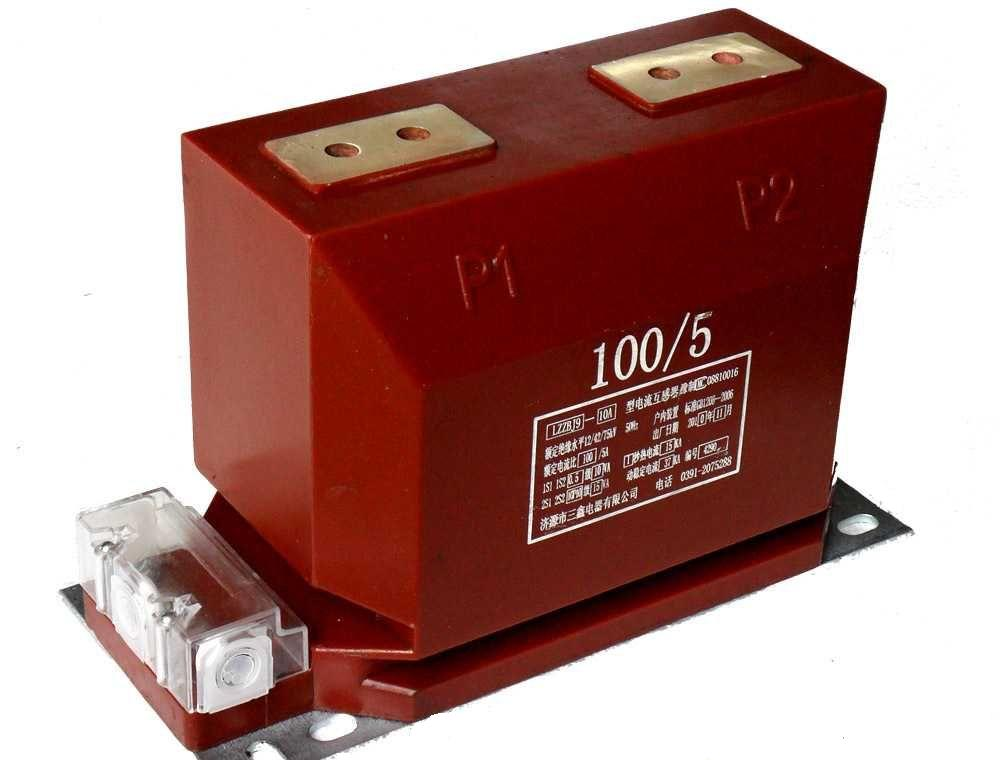 P1
P2
100/5
LZZBJ9-10A 型电流互感器
额定绝缘水平12/42/75kV 50Hz 户内装置 标准GB1208-2006
额定电流比 100 /5A 出厂日期 2010年11月
1S1 1S2 0.5 级 10 VA 1 秒热电流 15 KA
2S1 2S2 级 15 VA 动稳定电流 37 KA 编号 4290
济源市三鑫电器有限公司 电话 0391-2075288